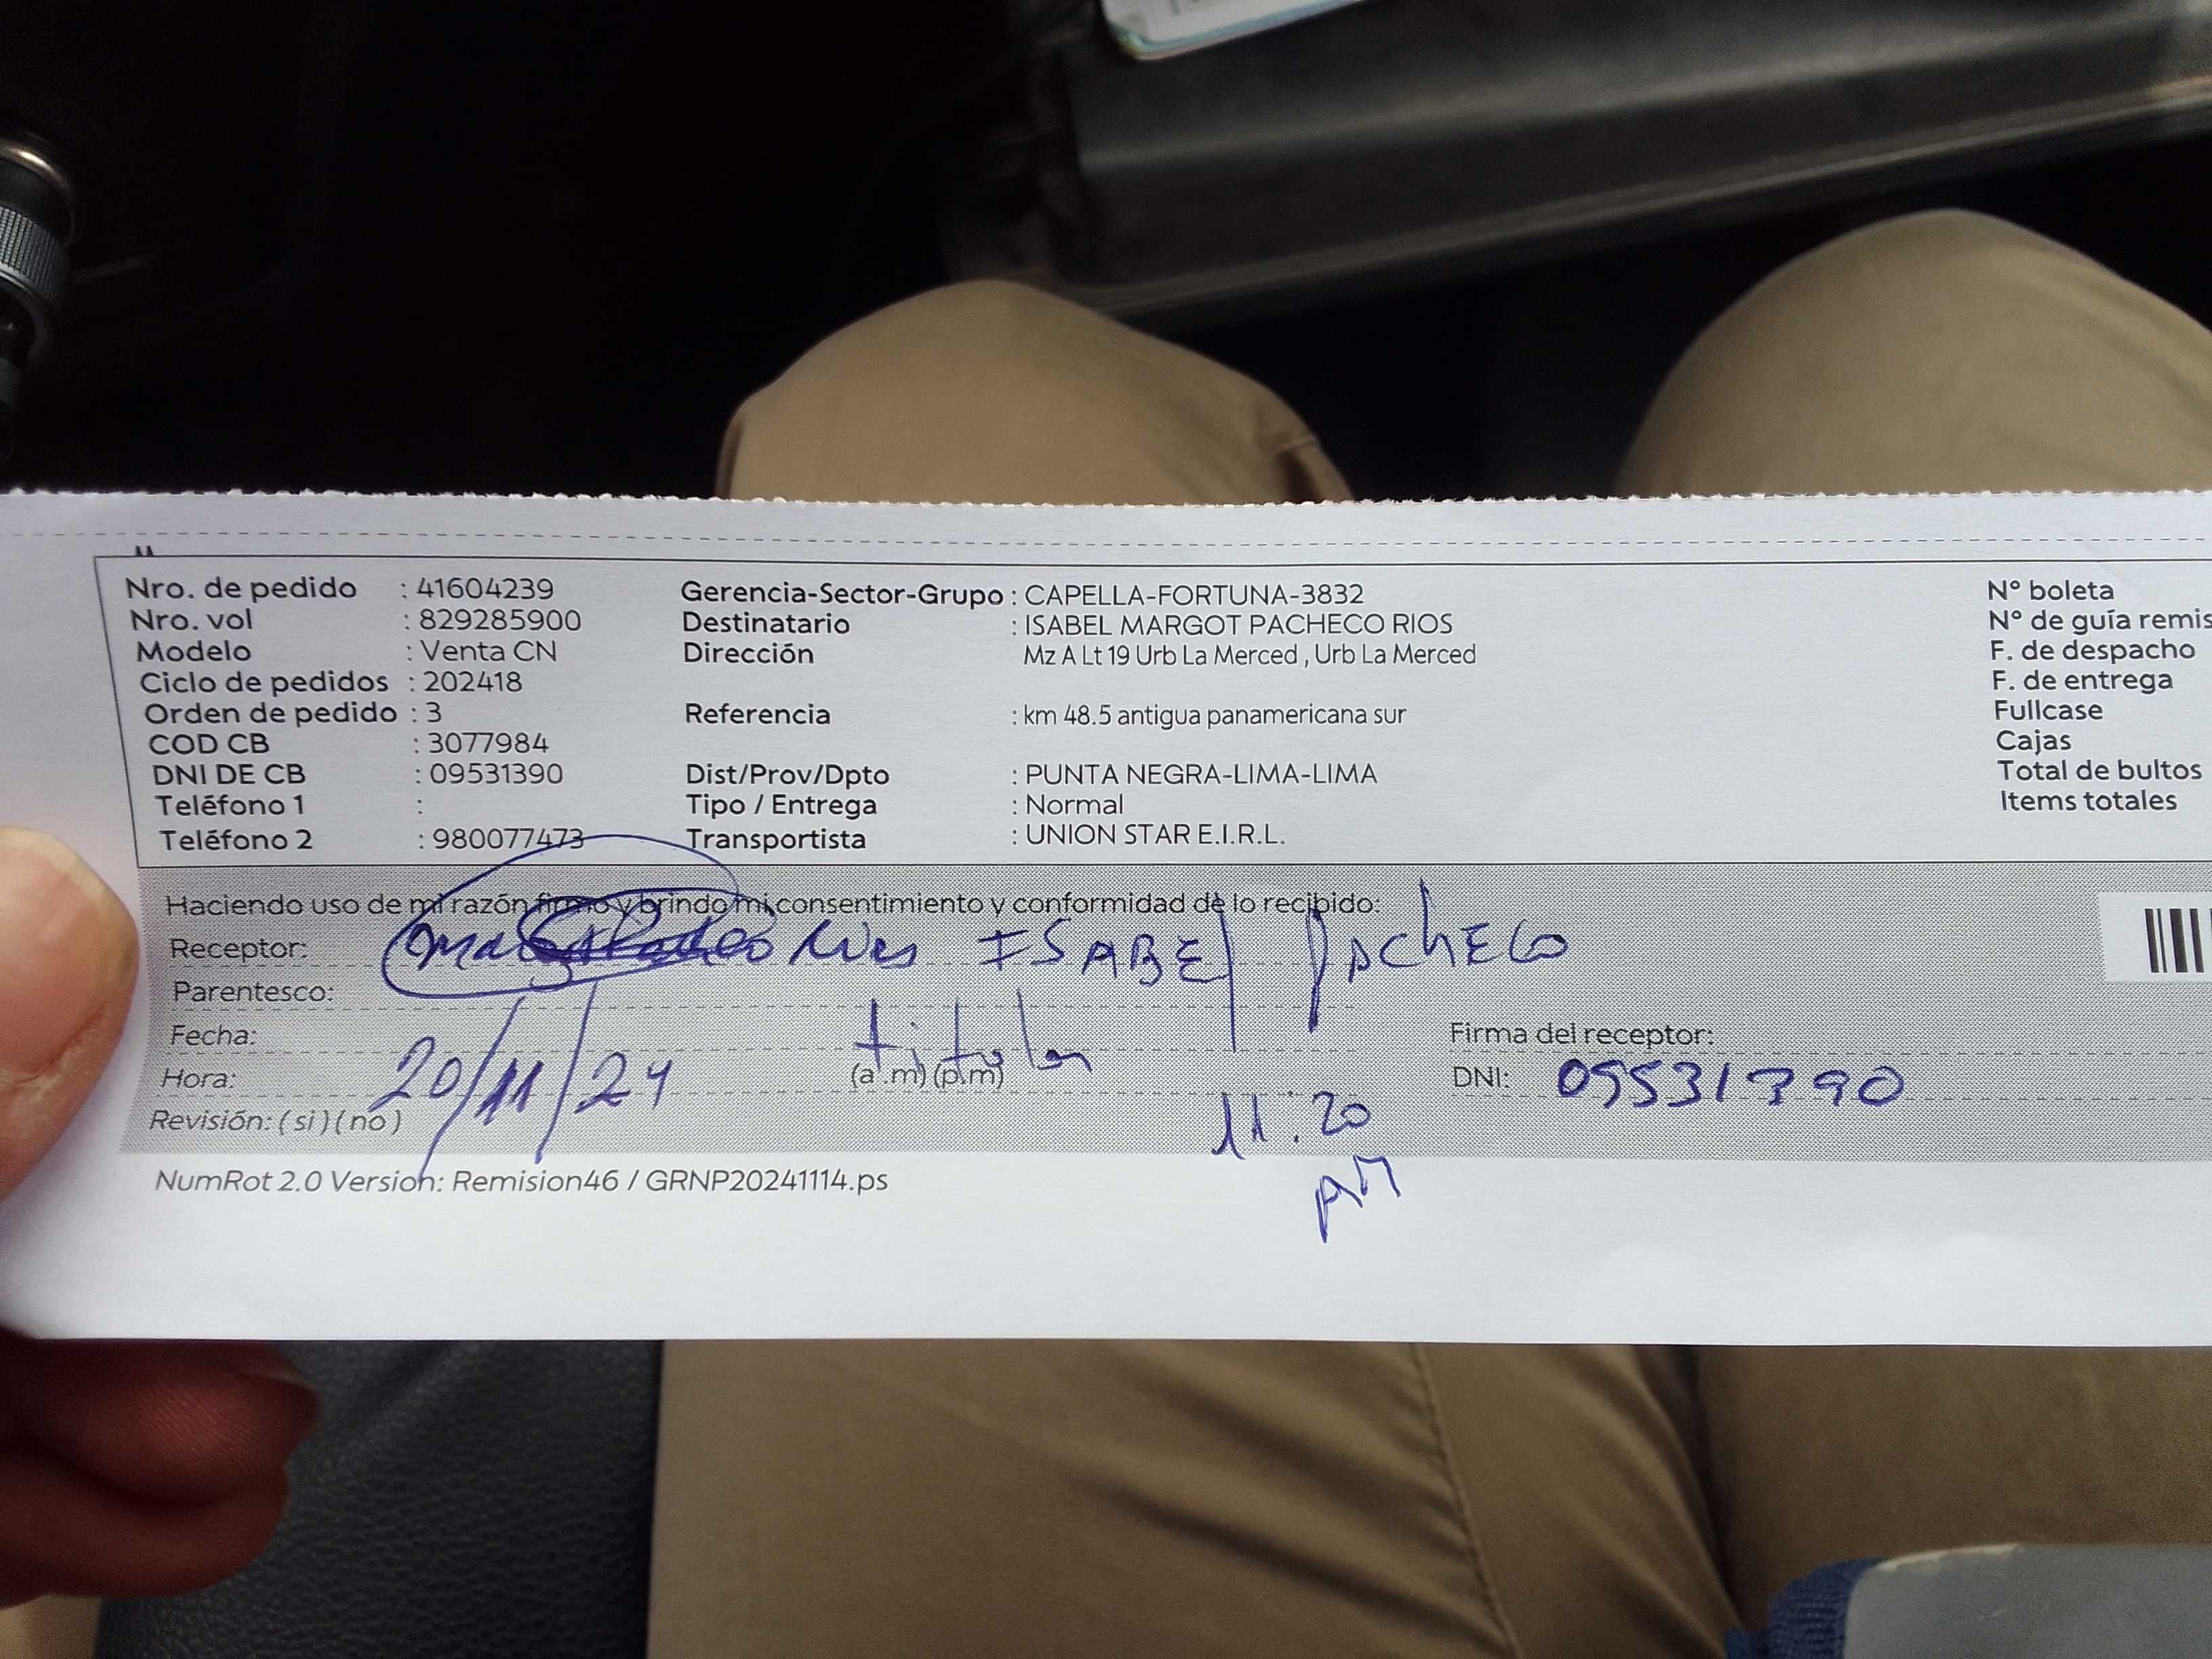 Nro. de pedido : 41604239 Gerencia-Sector-Grupo : CAPELLA-FORTUNA-3832 N° boleta
Nro. vol : 829285900 Destinatario : ISABEL MARGOT PACHECO RIOS N° de guía remis
Modelo : Venta CN Dirección Mz A Lt 19 Urb La Merced , Urb La Merced F. de despacho
Ciclo de pedidos : 202418 F. de entrega
Orden de pedido : 3 Referencia : km 48.5 antigua panamericana sur Fullcase
COD CB : 3077984 Cajas
DNI DE CB : 09531390 Dist/Prov/Dpto : PUNTA NEGRA-LIMA-LIMA Total de bultos
Teléfono 1 : Tipo / Entrega : Normal Items totales
Teléfono 2 : 980077473 Transportista : UNION STAR E.I.R.L.
Haciendo uso de mi razón firmo y brindo mi consentimiento y conformidad de lo recibido:
Receptor: ISABEl PAChECO
Parentesco: titular
Fecha: 20/11/24 Firma del receptor:
Hora: (a .m) (p.m) 11:20 DNI: 09531390
Revisión: ( si ) ( no ) AM
NumRot 2.0 Version: Remision46 / GRNP20241114.ps